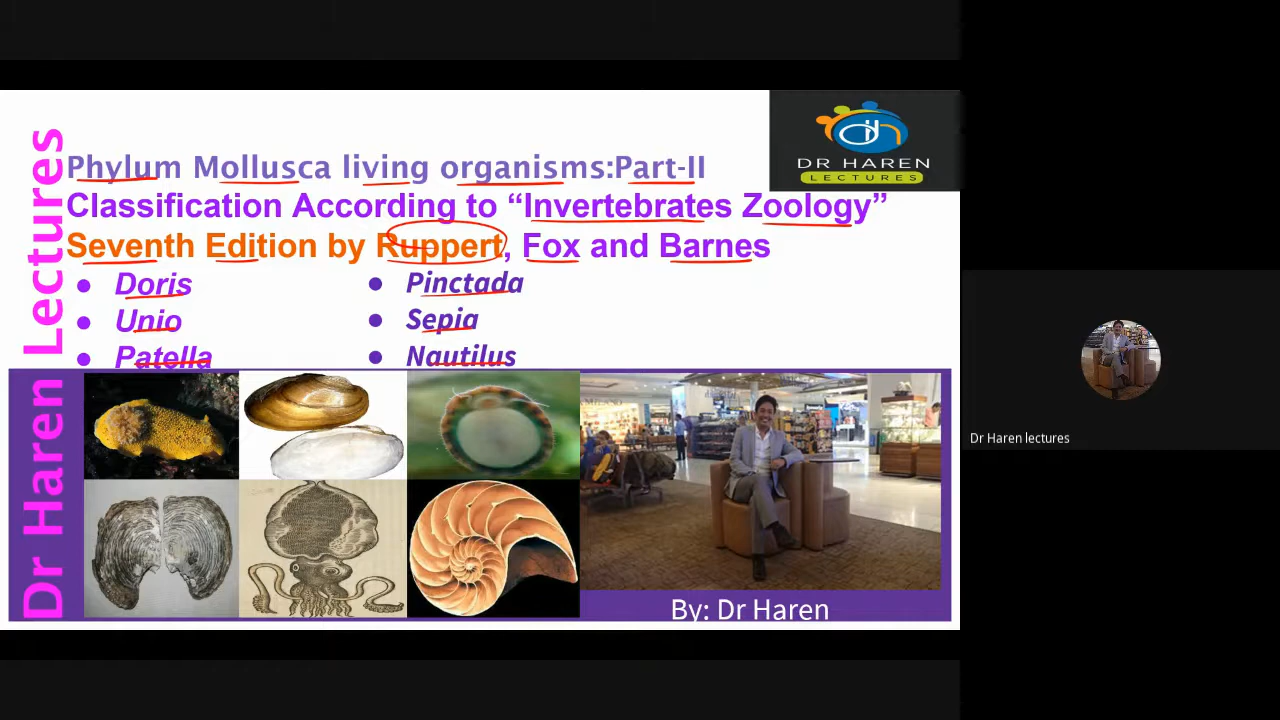 Dr Haren Lectures
DR HAREN
LECTURES
Phylum Mollusca living organisms:Part-II
Classification According to “Invertebrates Zoology”
Seventh Edition by Ruppert, Fox and Barnes
● Doris
● Unio
● Patella
● Pinctada
● Sepia
● Nautilus
By: Dr Haren
Dr Haren lectures